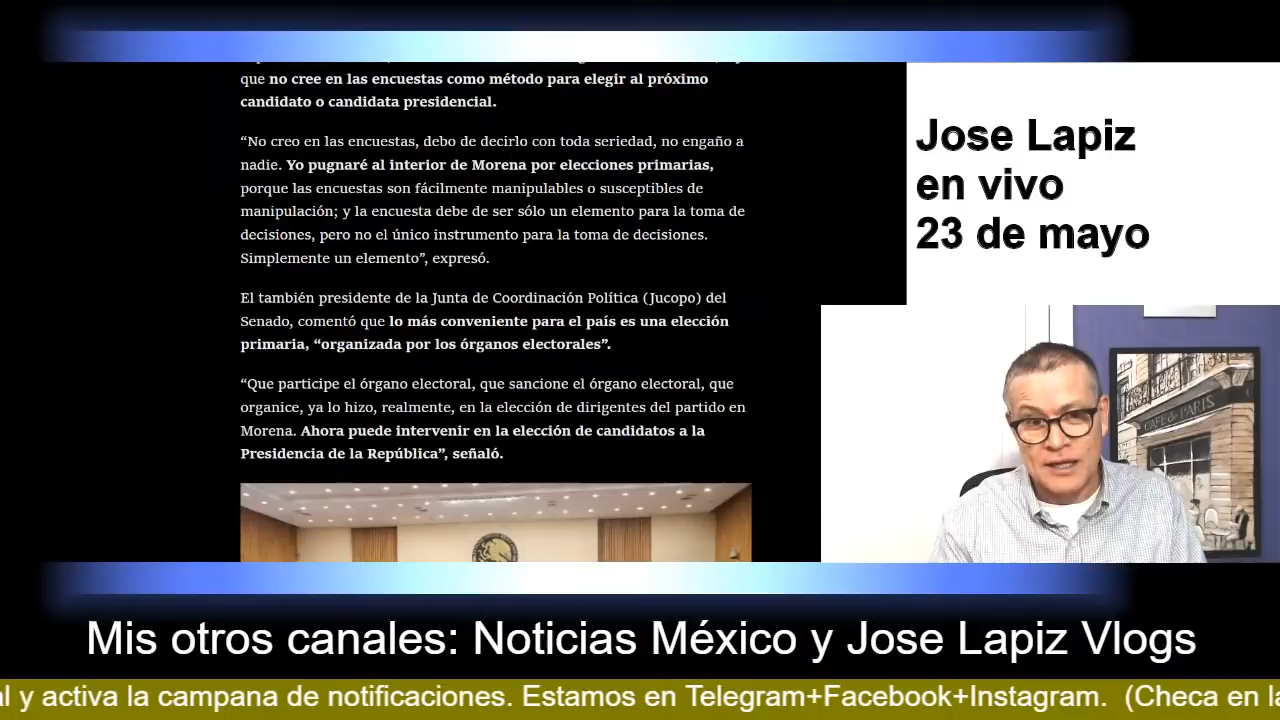 que no cree en las encuestas como método para elegir al próximo
candidato o candidata presidencial.
“No creo en las encuestas, debo de decirlo con toda seriedad, no engaño a
nadie. Yo pugnaré al interior de Morena por elecciones primarias,
porque las encuestas son fácilmente manipulables o susceptibles de
manipulación; y la encuesta debe de ser sólo un elemento para la toma de
decisiones, pero no el único instrumento para la toma de decisiones.
Simplemente un elemento”, expresó.
El también presidente de la Junta de Coordinación Política (Jucopo) del
Senado, comentó que lo más conveniente para el país es una elección
primaria, “organizada por los órganos electorales”.
“Que participe el órgano electoral, que sancione el órgano electoral, que
organice, ya lo hizo, realmente, en la elección de dirigentes del partido en
Morena. Ahora puede intervenir en la elección de candidatos a la
Presidencia de la República”, señaló.
Jose Lapiz
en vivo
23 de mayo
CAFE de PARIS
Mis otros canales: Noticias México y Jose Lapiz Vlogs
al y activa la campana de notificaciones. Estamos en Telegram+Facebook+Instagram. (Checa en la